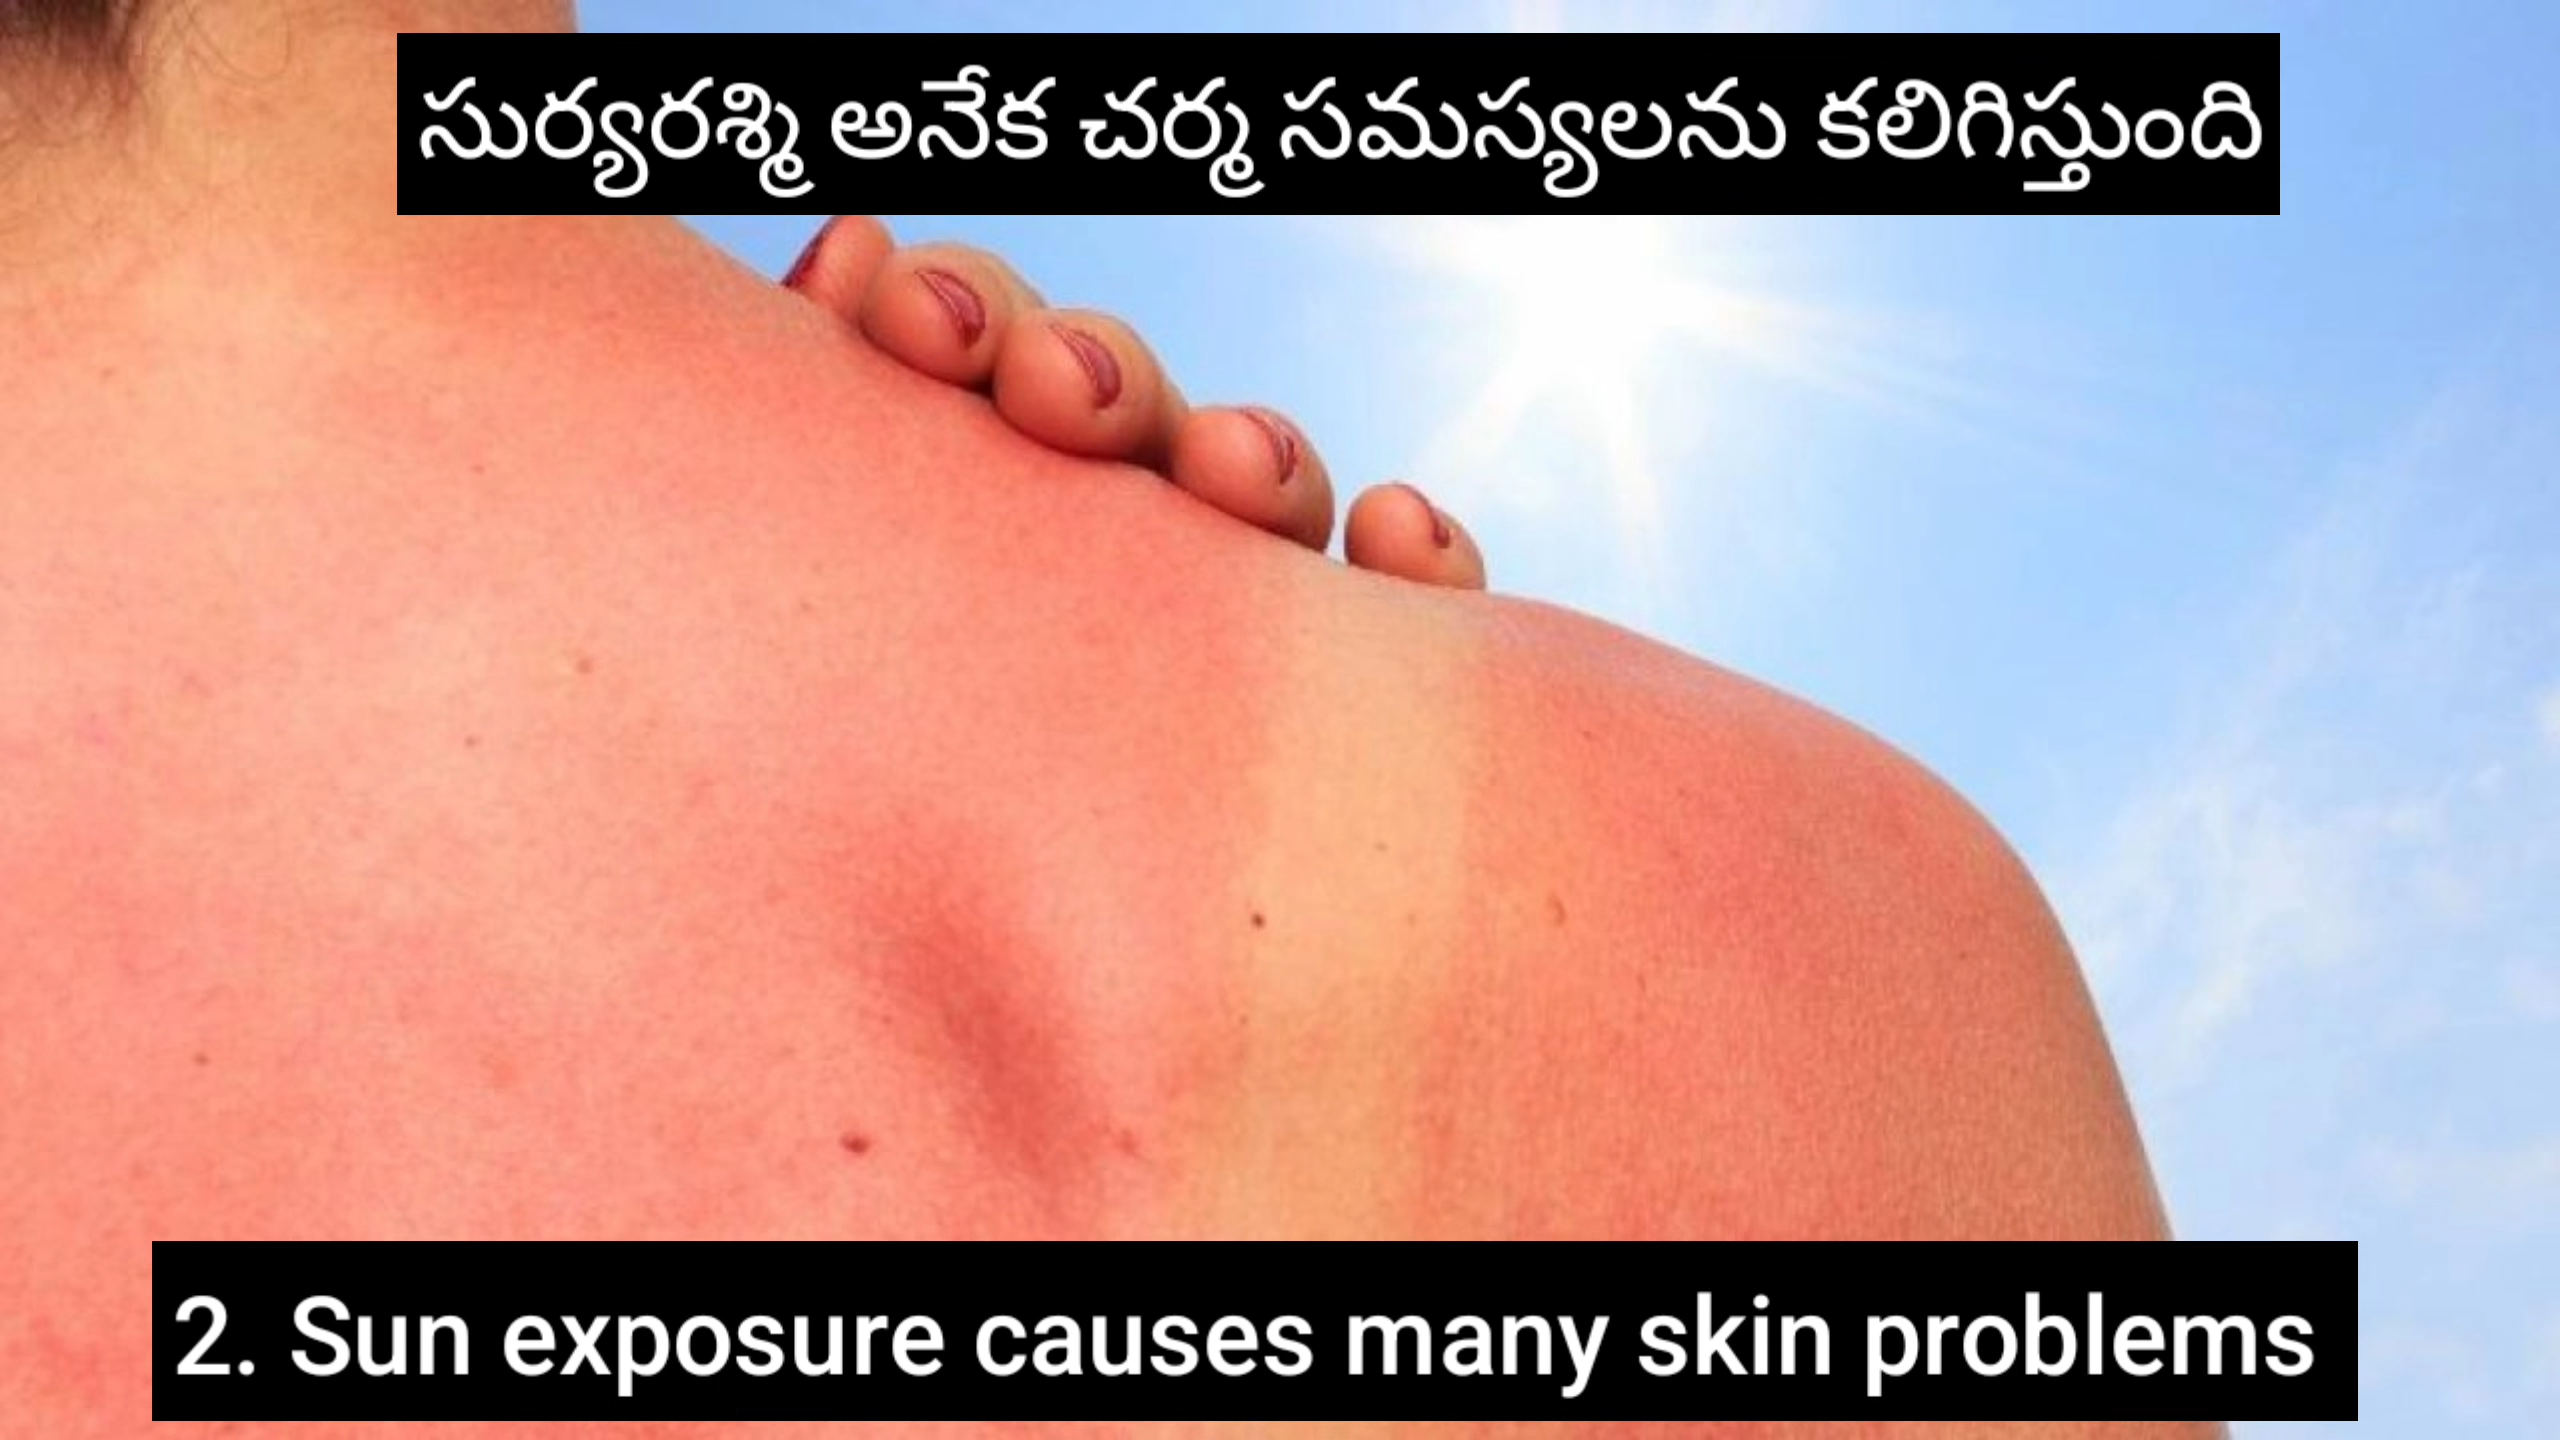 సుర్యరశ్మి అనేక చర్మ సమస్యలను కలిగిస్తుంది
2. Sun exposure causes many skin problems